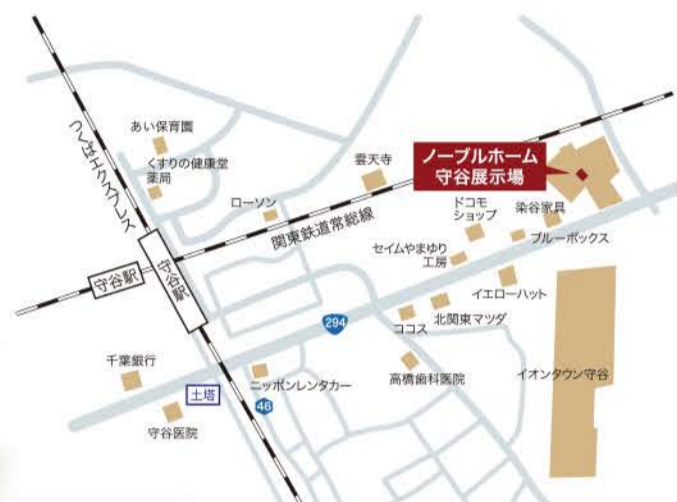 つくばエクスプレス
あい保育園
くすりの健康堂
薬局
ローソン
雲天寺
ノーブルホーム
守谷展示場
関東鉄道常総線
ドコモ
ショップ
染谷家具
セイムやまゆり
工房
ブルーボックス
守谷駅
守谷駅
イエローハット
294
ココス
北関東マツダ
千葉銀行
土塔
ニッポンレンタカー
46
高橋歯科医院
イオンタウン守谷
守谷医院